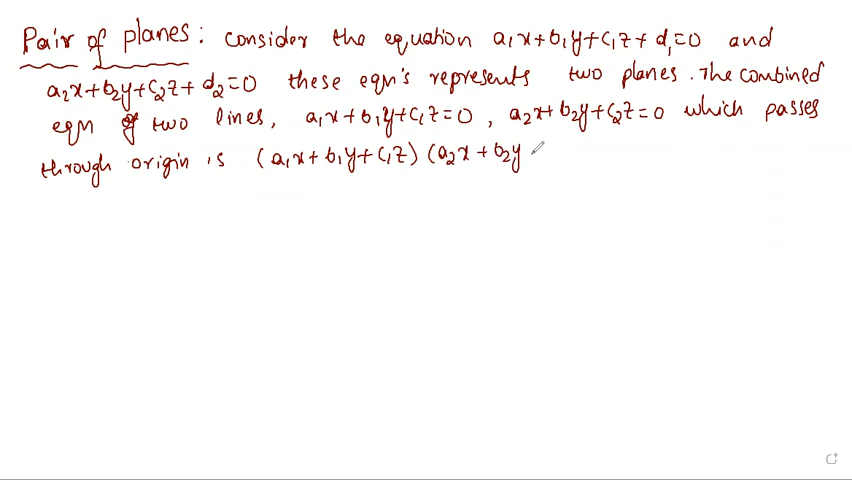 Pair of planes: consider the equation a₁x+b₁y+c₁z+d₁=0 and
a₂x+b₂y+c₂z+d₂=0 these eqn's represents two planes. The combined
eqn of two lines, a₁x+b₁y+c₁z=0, a₂x+b₂y+c₂z=0 which passes
through origin is (a₁x+b₁y+c₁z)(a₂x+b₂y